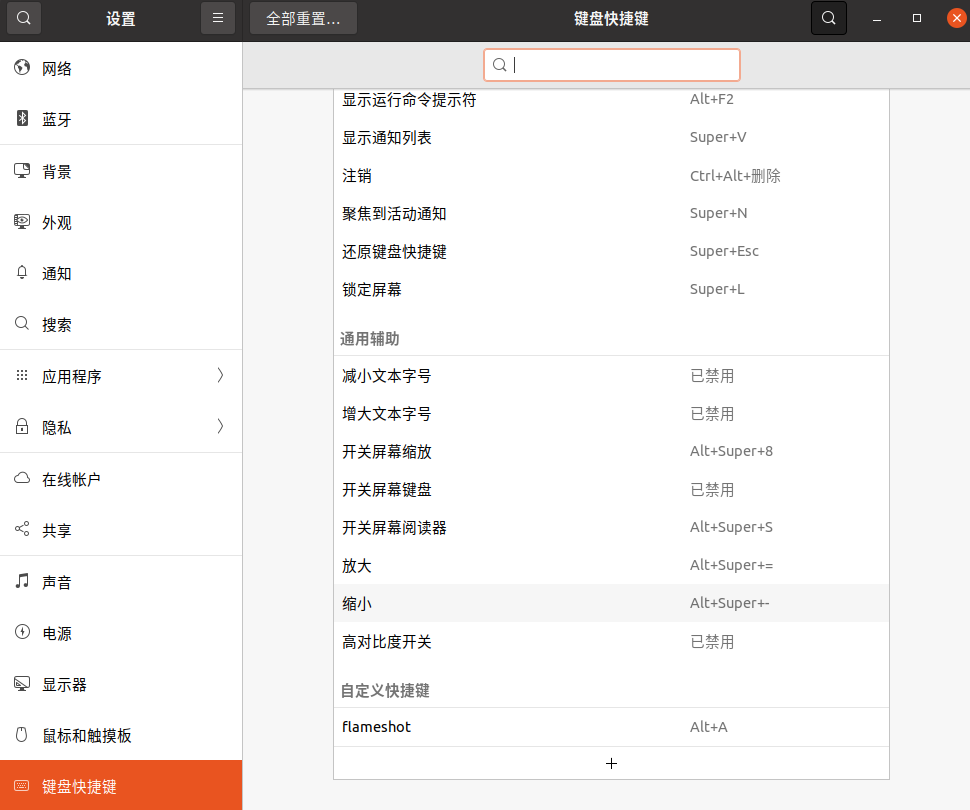 设置
全部重置…
键盘快捷键
网络
蓝牙
背景
外观
通知
搜索
应用程序
隐私
在线帐户
共享
声音
电源
显示器
鼠标和触摸板
键盘快捷键
显示运行命令提示符 Alt+F2
显示通知列表 Super+V
注销 Ctrl+Alt+删除
聚焦到活动通知 Super+N
还原键盘快捷键 Super+Esc
锁定屏幕 Super+L
通用辅助
减小文本字号 已禁用
增大文本字号 已禁用
开关屏幕缩放 Alt+Super+8
开关屏幕键盘 已禁用
开关屏幕阅读器 Alt+Super+S
放大 Alt+Super+=
缩小 Alt+Super+-
高对比度开关 已禁用
自定义快捷键
flameshot Alt+A
+